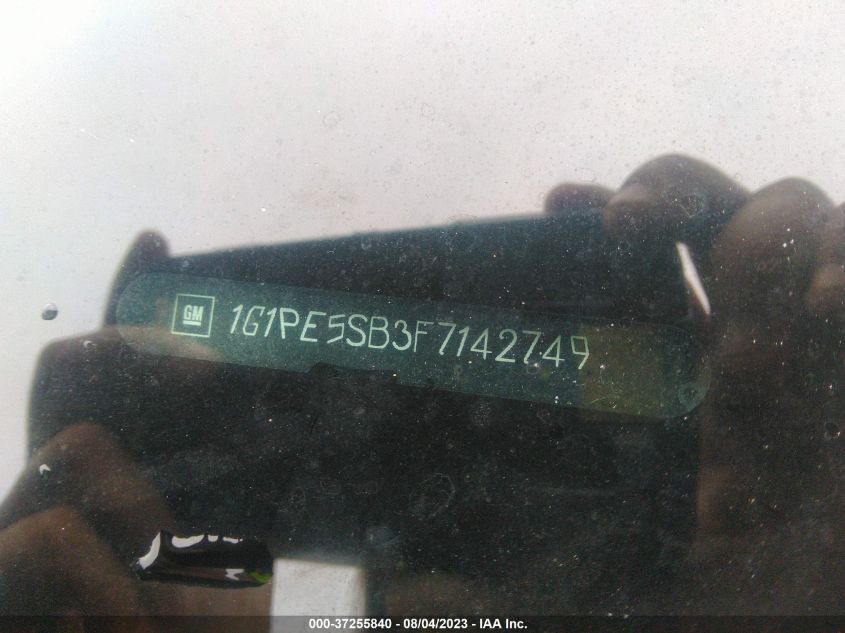 GM 1G1PE5SB3F7142749
000-37255840 - 08/04/2023 - IAA Inc.